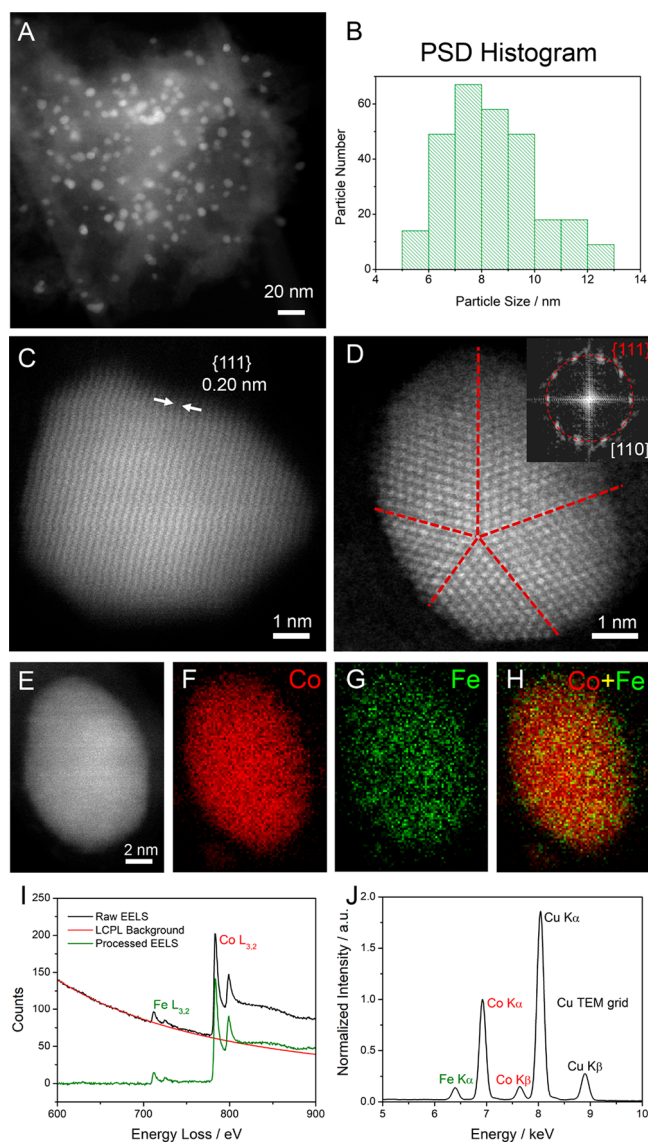 A
20 nm
B
PSD Histogram
Particle Number
60
40
20
0
4
6
8
10
12
14
Particle Size / nm
C
{111}
0.20 nm
1 nm
D
{111}
[110]
1 nm
E
2 nm
F
Co
G
Fe
H
Co+Fe
I
250
200
150
100
50
0
Counts
Raw EELS
LCPL Background
Processed EELS
Co L3,2
Fe L3,2
600
700
800
900
Energy Loss / eV
J
2.0
1.5
1.0
0.5
0.0
Normalized Intensity / a.u.
Cu Kα
Co Kα
Cu TEM grid
Fe Kα
Co Kβ
Cu Kβ
5
6
7
8
9
10
Energy / keV